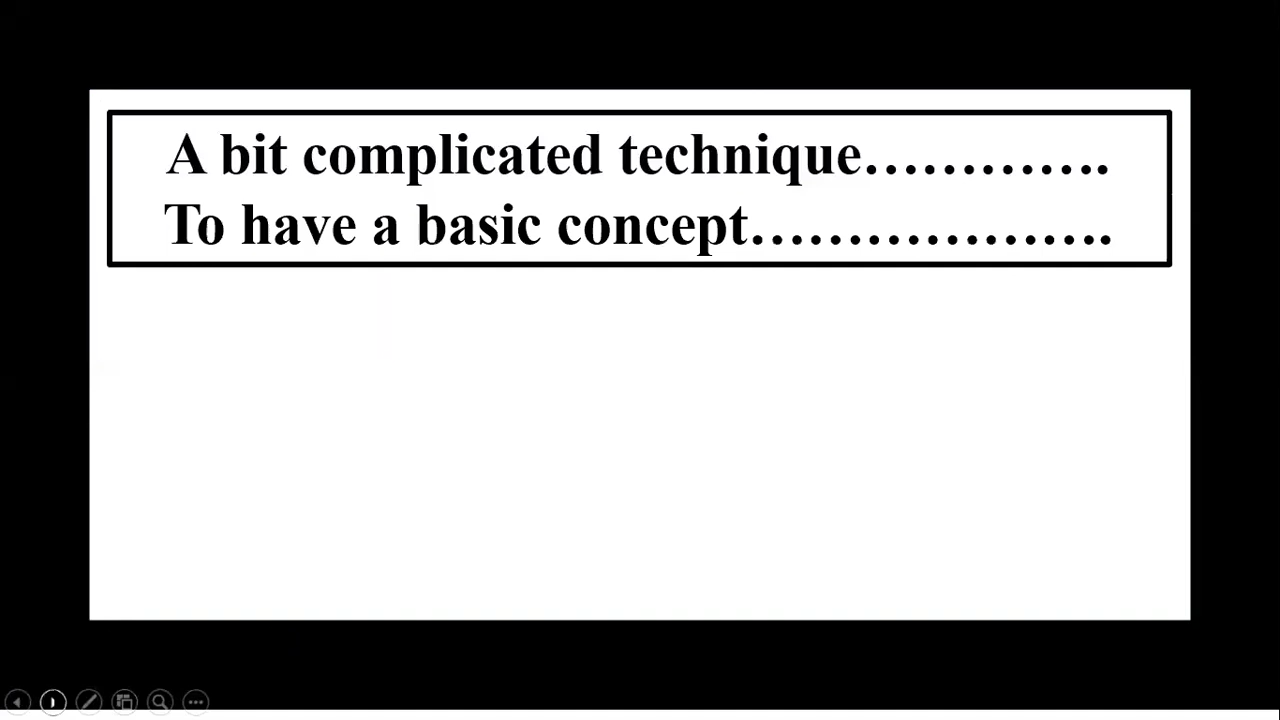 A bit complicated technique………….
To have a basic concept……………….